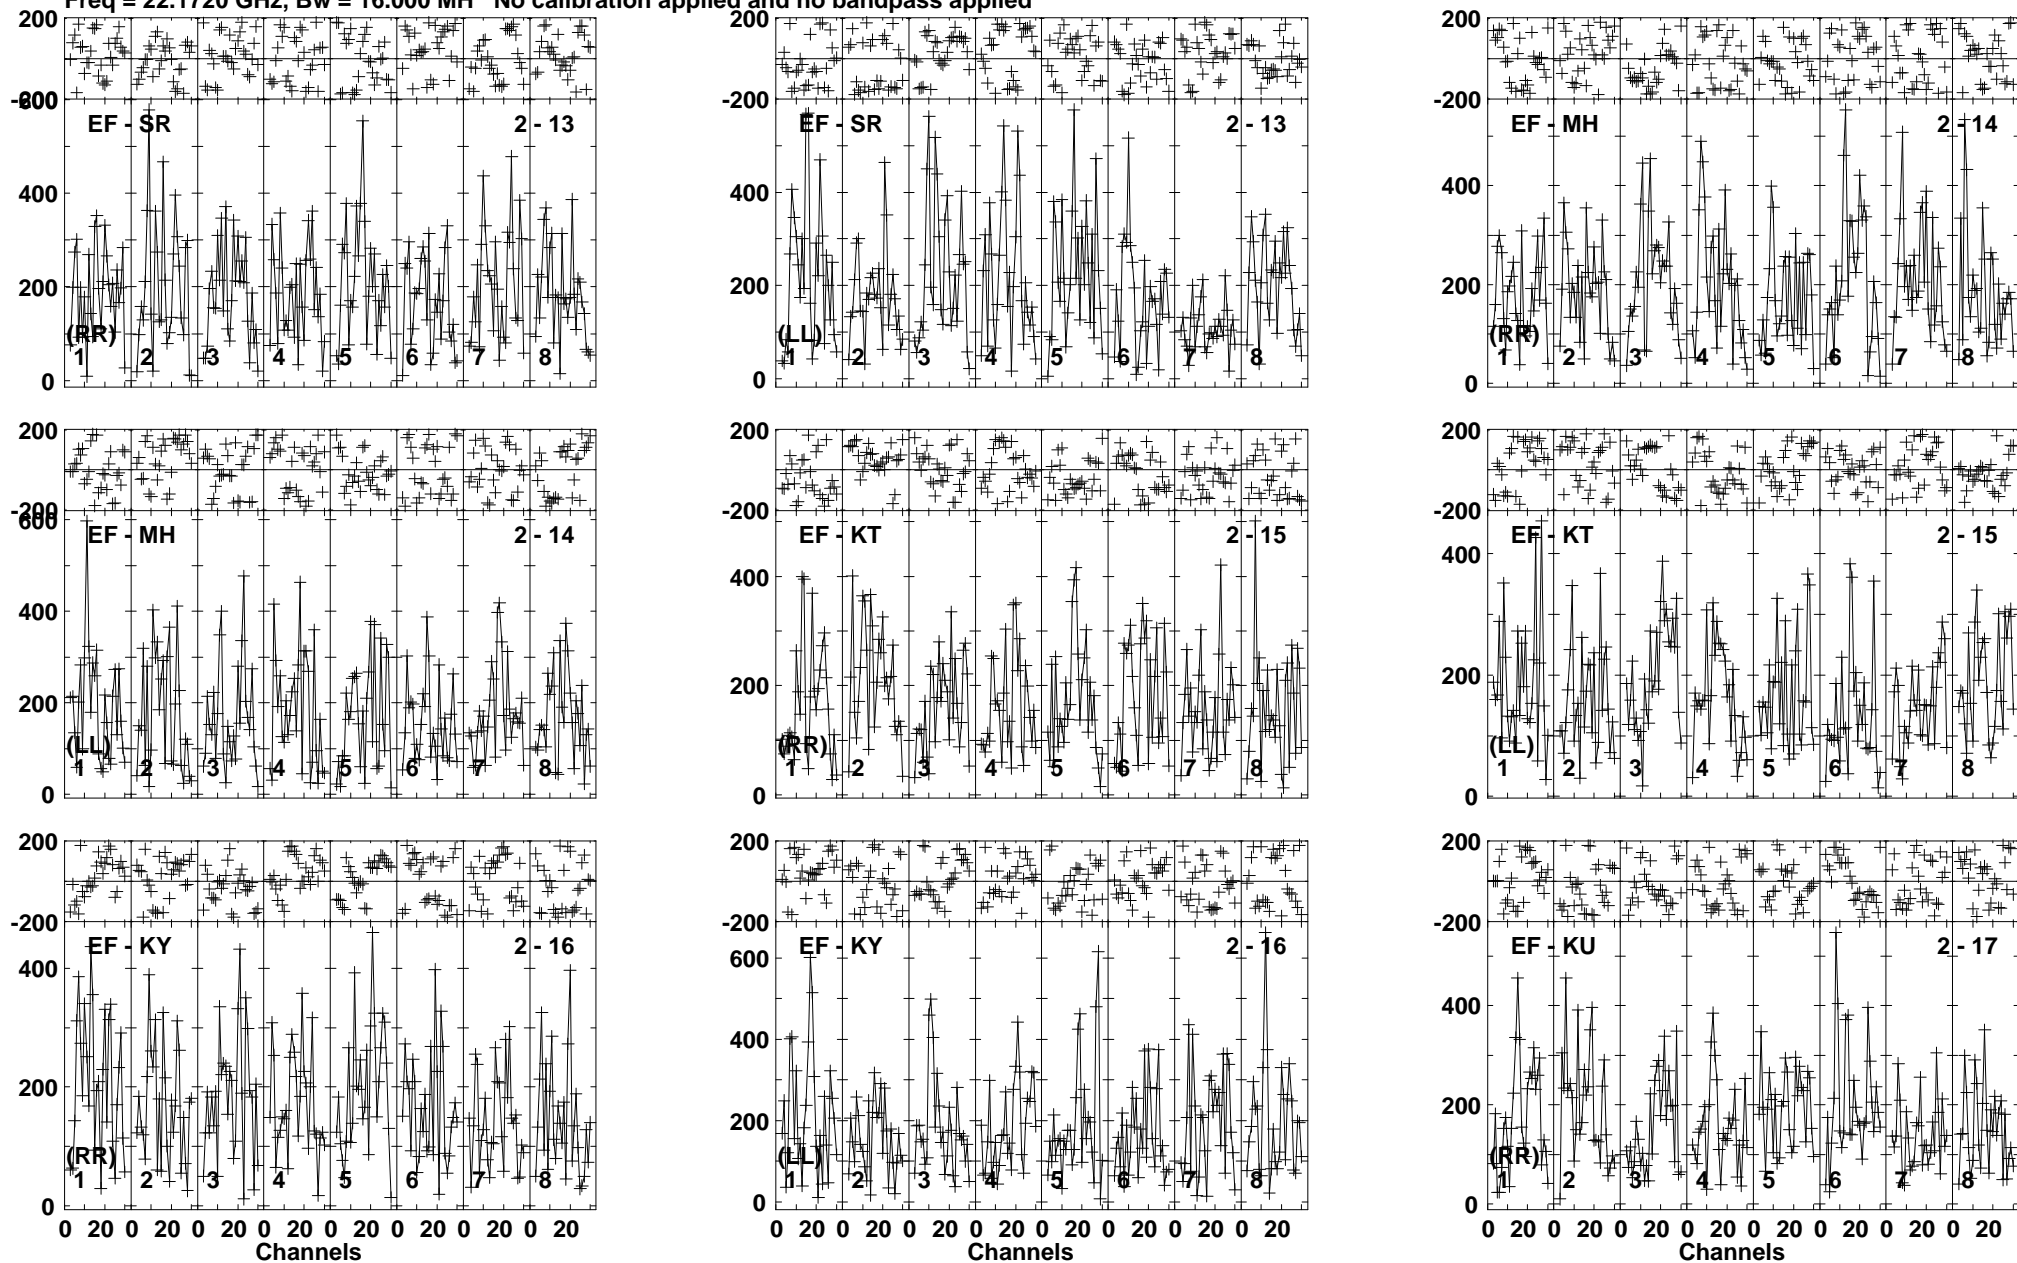 Freq = 22.1720 GHz, Bw = 16.000 MH No calibration applied and no bandpass applied
200 200 200
-200 -200
EF - SR 2 - 13 EF - SR 2 - 13 EF - MH 2 - 14
400 400 400
200 200 200
(RR) (LL) (RR)
1 2 3 4 5 6 7 8 1 2 3 4 5 6 7 8 1 2 3 4 5 6 7 8
0 0 0
200 200 200
-200 -200 -200
600
EF - MH 2 - 14 EF - KT 2 - 15 EF - KT 2 - 15
400 400 400
200 200 200
(LL) (RR) (LL)
1 2 3 4 5 6 7 8 1 2 3 4 5 6 7 8 1 2 3 4 5 6 7 8
0 0 0
200 200 200
-200 -200 -200
EF - KY 2 - 16 EF - KY 2 - 16 EF - KU 2 - 17
600
400 400 400
200 200 200
(RR) (LL) (RR)
1 2 3 4 5 6 7 8 1 2 3 4 5 6 7 8 1 2 3 4 5 6 7 8
0 0 0
0 20 0 20 0 20 0 20 0 20 0 20 0 20 0 20 0 20 0 20 0 20 0 20 0 20 0 20 0 20 0 20 0 20 0 20 0 20 0 20 0 20 0 20 0 20 0 20
Channels Channels Channels